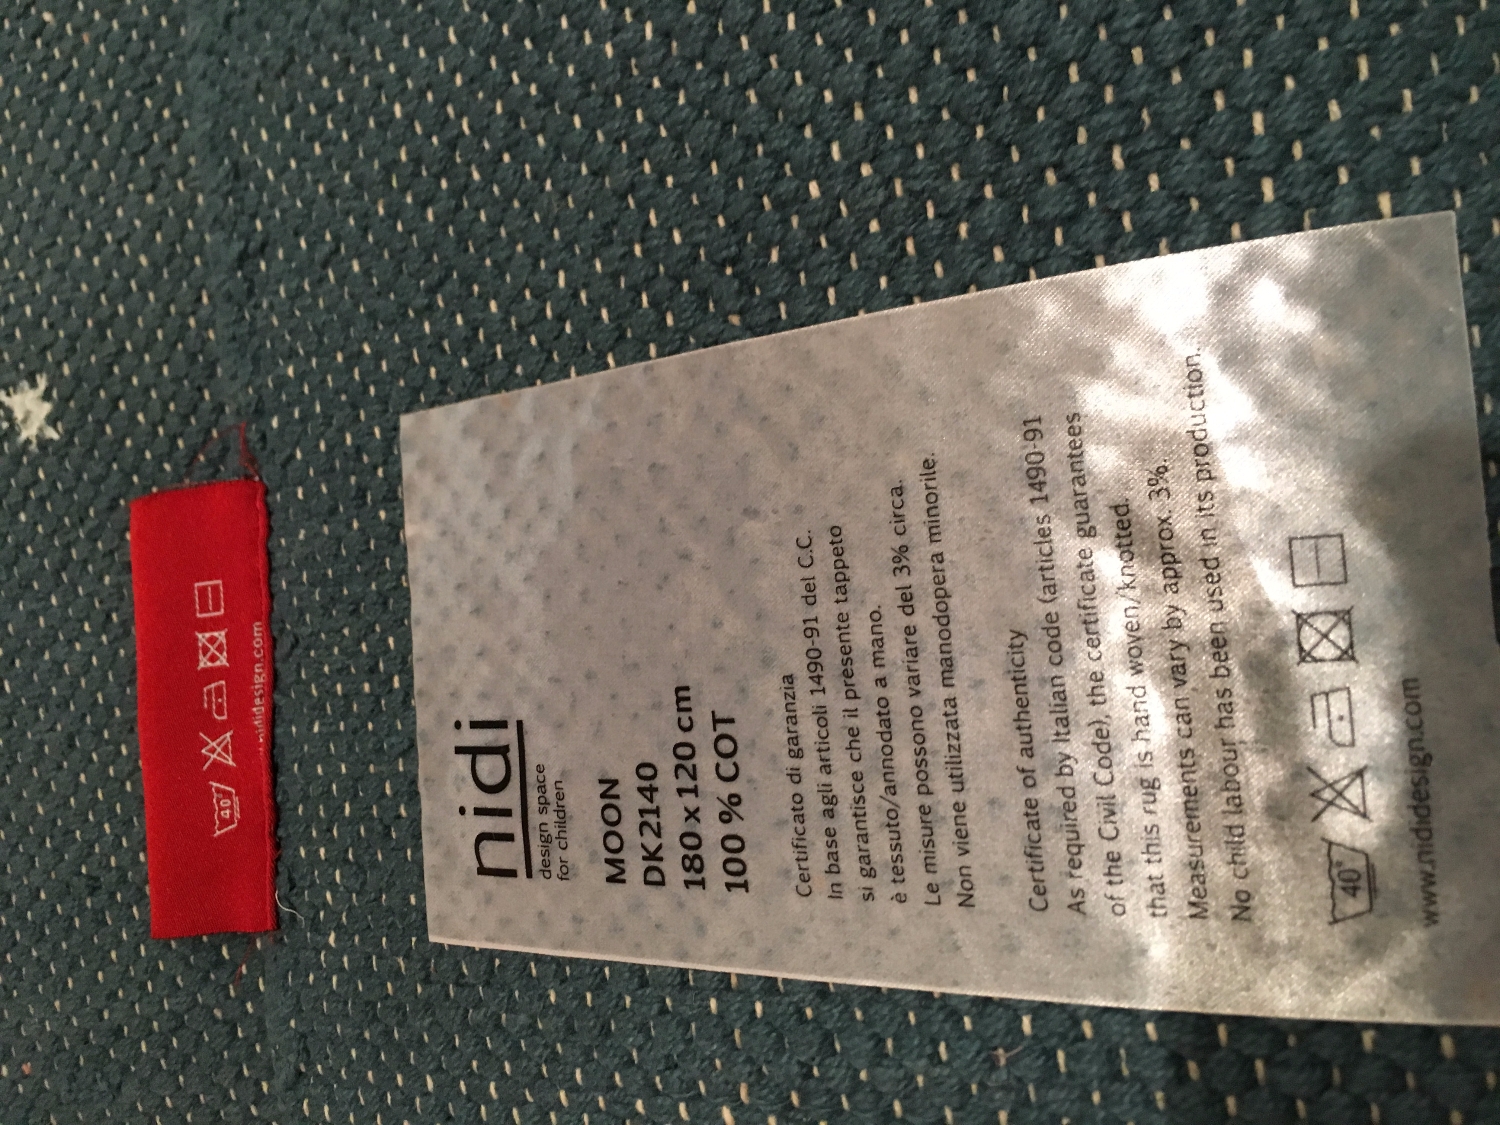 40°
nididesign.com
nidi
design space
for children
MOON
DK2140
180 x 120 cm
100 % COT
Certificato di garanzia
In base agli articoli 1490-91 del C.C.
si garantisce che il presente tappeto
è tessuto/annodato a mano.
Le misure possono variare del 3% circa.
Non viene utilizzata manodopera minorile.
Certificate of authenticity
As required by Italian code (articles 1490-91
of the Civil Code), the certificate guarantees
that this rug is hand woven/knotted.
Measurements can vary by approx. 3%.
No child labour has been used in its production.
40°
www.nididesign.com